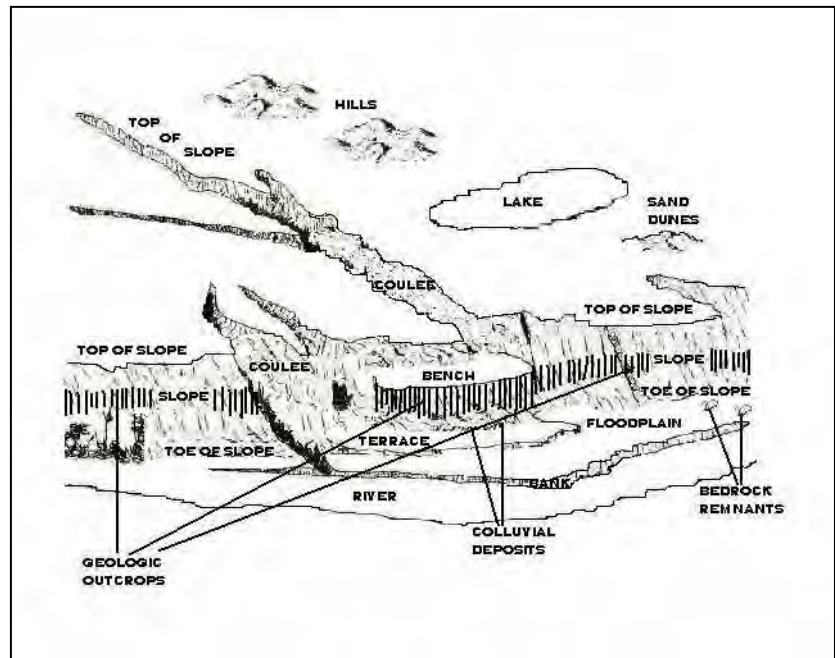 HILLS
TOP
OF
SLOPE
LAKE
SAND
DUNES
COULEE
TOP OF SLOPE
TOP OF SLOPE
COULEE
BENCH
SLOPE
SLOPE
TOE OF SLOPE
FLOODPLAIN
TERRACE
TOE OF SLOPE
BANK
RIVER
BEDROCK
REMNANTS
COLLUVIAL
DEPOSITS
GEOLOGIC
OUTCROPS